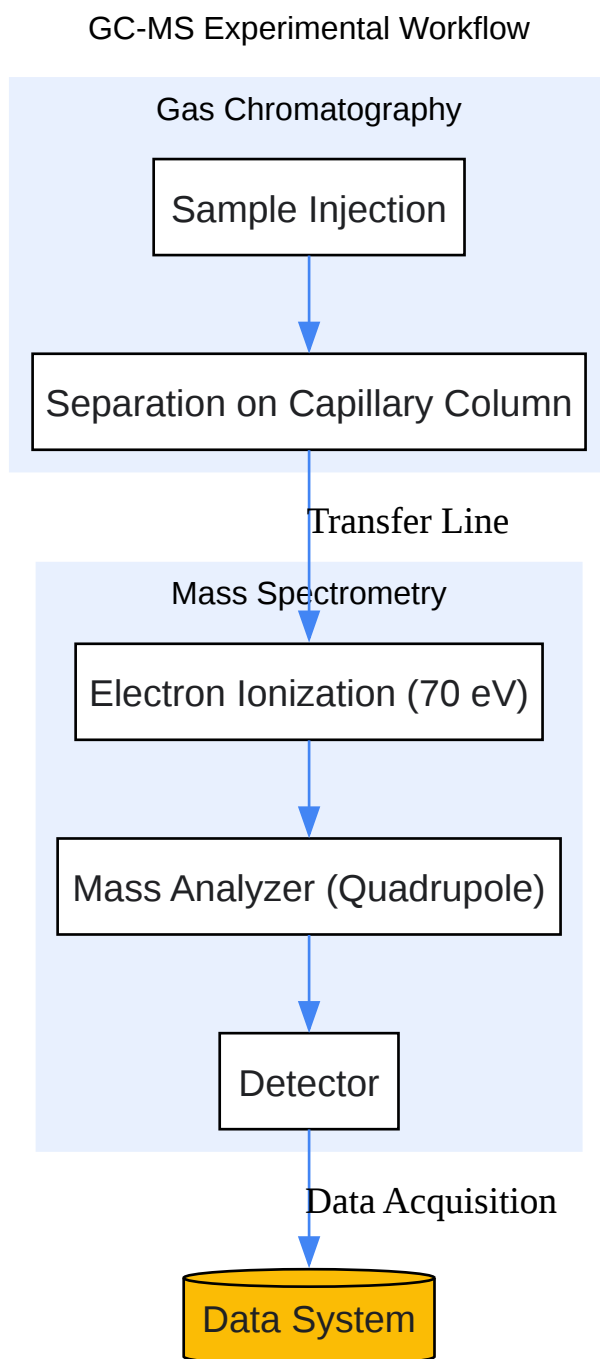 GC-MS Experimental Workflow
Gas Chromatography
Sample Injection
Separation on Capillary Column
Transfer Line
Mass Spectrometry
Electron Ionization (70 eV)
Mass Analyzer (Quadrupole)
Detector
Data Acquisition
Data System